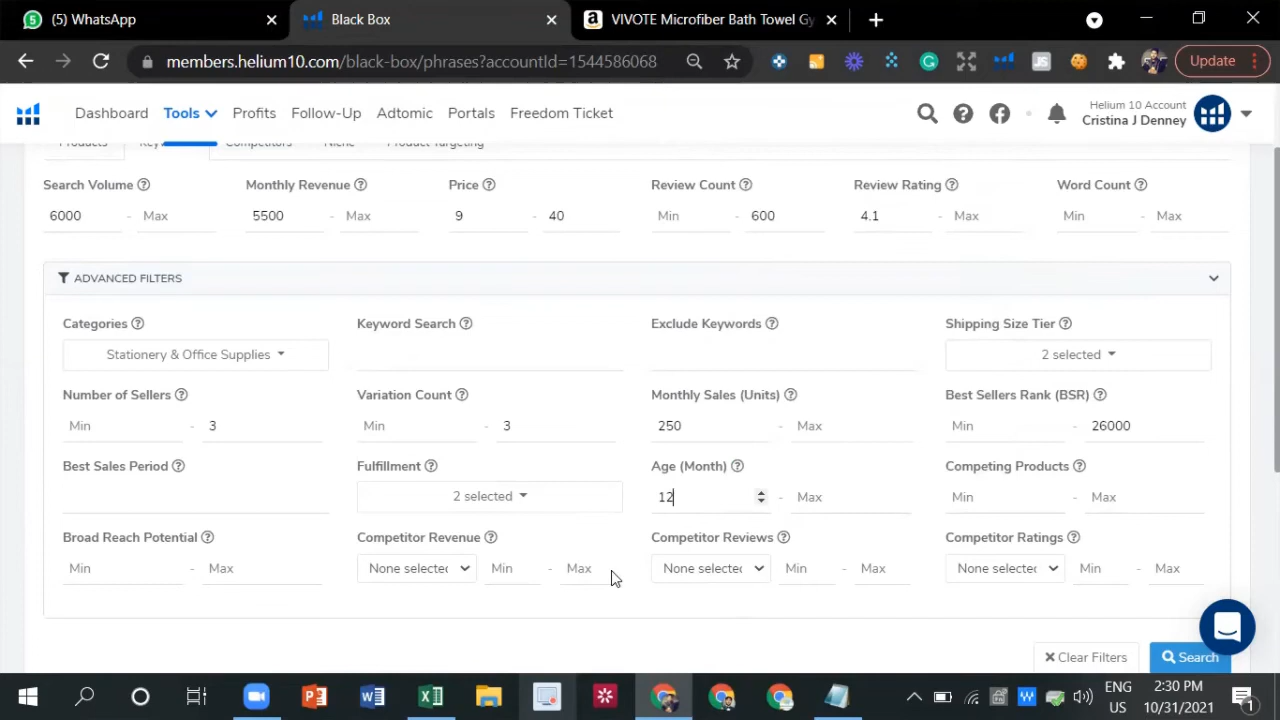 (5) WhatsApp
Black Box
VIVOTE Microfiber Bath Towel Gy
members.helium10.com/black-box/phrases?accountId=1544586068
Update
Dashboard Tools Profits Follow-Up Adtomic Portals Freedom Ticket
Helium 10 Account
Cristina J Denney
Products Competitors Niche Product Targeting
Search Volume Monthly Revenue Price Review Count Review Rating Word Count
6000 - Max 5500 - Max 9 - 40 Min - 600 4.1 - Max Min - Max
ADVANCED FILTERS
Categories Keyword Search Exclude Keywords Shipping Size Tier
Stationery & Office Supplies 2 selected
Number of Sellers Variation Count Monthly Sales (Units) Best Sellers Rank (BSR)
Min - 3 Min - 3 250 - Max Min - 26000
Best Sales Period Fulfillment Age (Month) Competing Products
2 selected 12 - Max Min - Max
Broad Reach Potential Competitor Revenue Competitor Reviews Competitor Ratings
Min - Max None selected Min - Max None selected Min - Max None selected Min - Max
Clear Filters Search
ENG
US
2:30 PM
10/31/2021
1